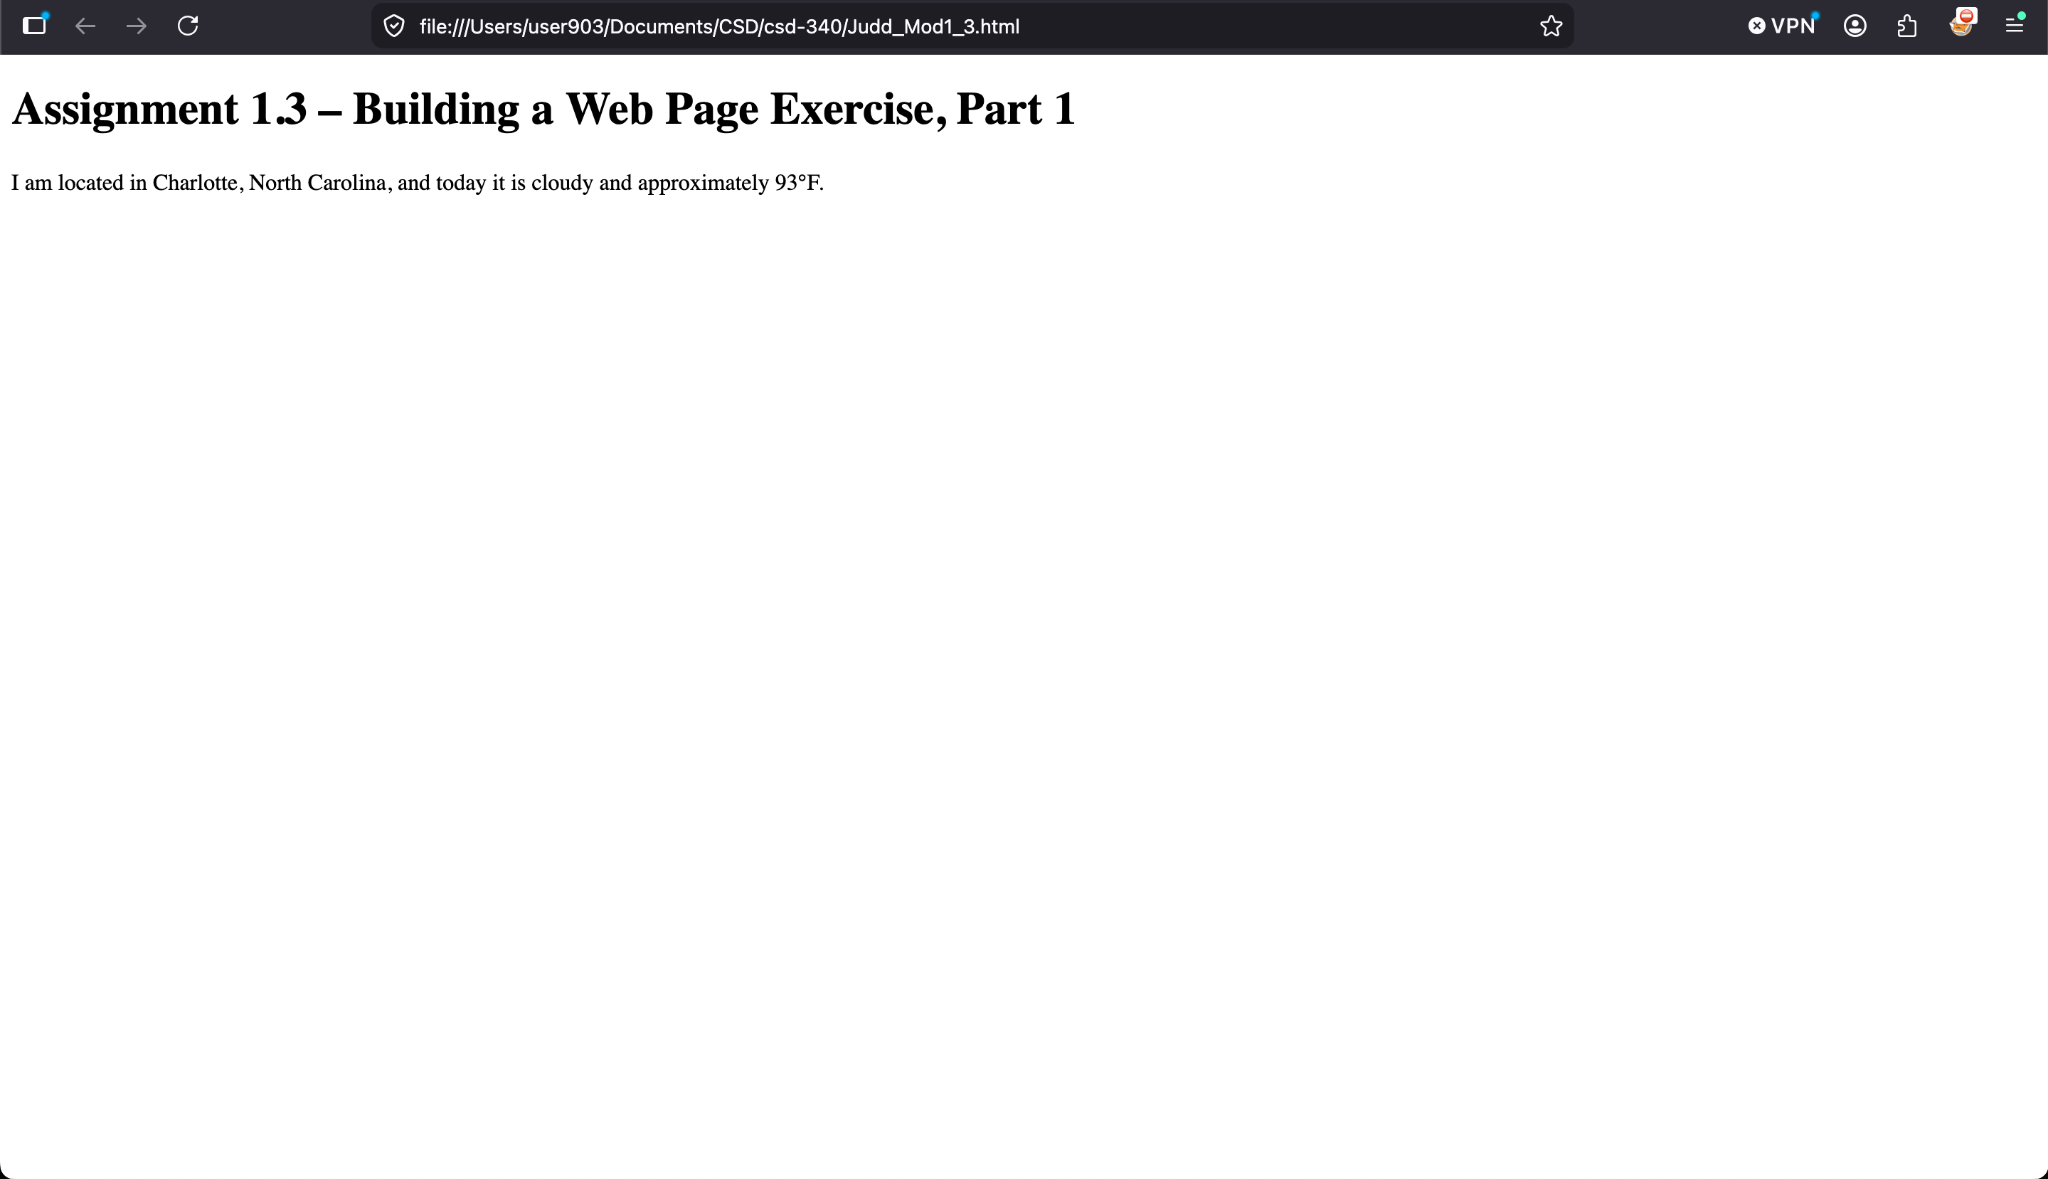 file:///Users/user903/Documents/CSD/csd-340/Judd_Mod1_3.html
VPN
Assignment 1.3 – Building a Web Page Exercise, Part 1
I am located in Charlotte, North Carolina, and today it is cloudy and approximately 93°F.